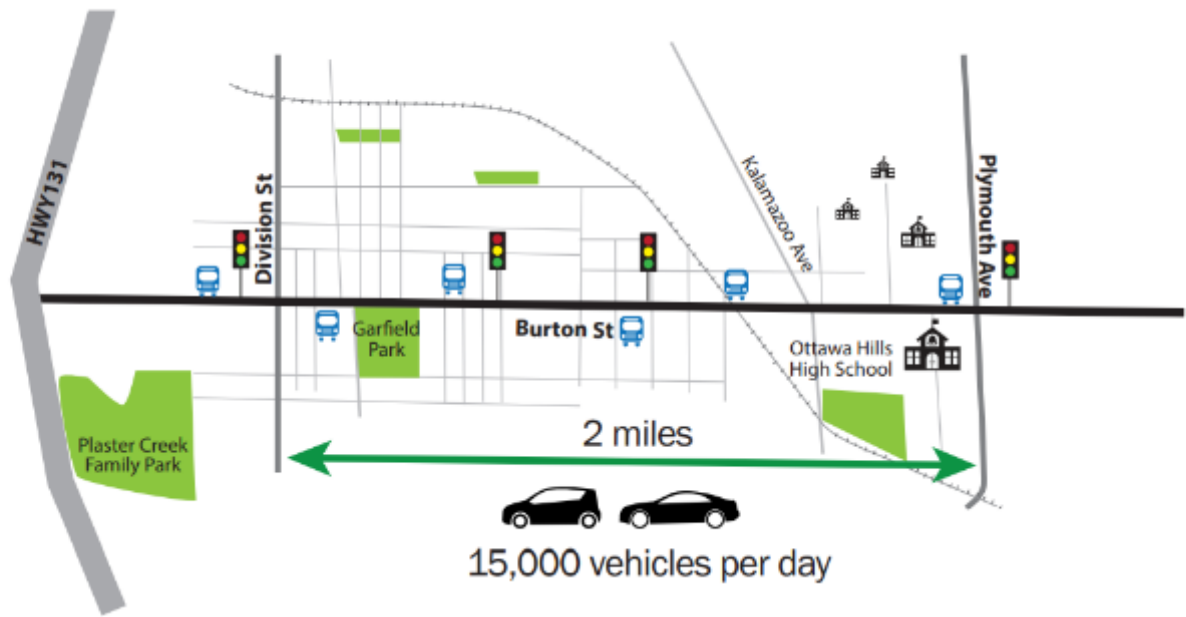 HWY131
Division St
Kalamazoo Ave
Plymouth Ave
Garfield
Park
Burton St
Ottawa Hills
High School
Plaster Creek
Family Park
2 miles
15,000 vehicles per day